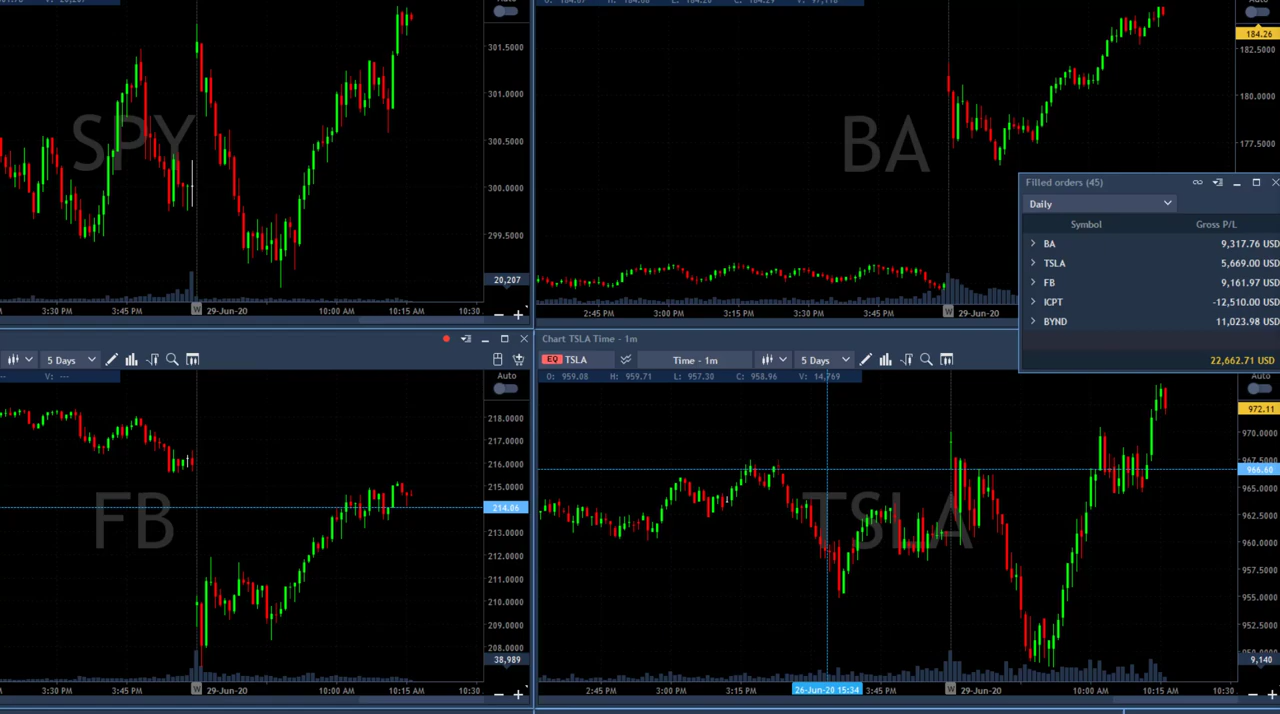 Auto
301.5000
301.0000
300.5000
300.0000
299.5000
20,207
SPY
3:30 PM 3:45 PM W 29-Jun-20 10:00 AM 10:15 AM 10:30
184.26
182.5000
180.0000
177.5000
BA
2:45 PM 3:00 PM 3:15 PM 3:30 PM 3:45 PM W 29-Jun-20
Filled orders (45)
Daily
Symbol Gross P/L
BA 9,317.76 USD
TSLA 5,669.00 USD
FB 9,161.97 USD
ICPT -12,510.00 USD
BYND 11,023.98 USD
22,662.71 USD
5 Days
V: ---
Auto
218.0000
217.0000
216.0000
215.0000
214.06
213.0000
212.0000
211.0000
210.0000
209.0000
208.0000
38,989
FB
3:30 PM 3:45 PM W 29-Jun-20 10:00 AM 10:15 AM 10:30
Chart TSLA Time - 1m
EQ TSLA Time - 1m 5 Days
O: 959.08 H: 959.71 L: 957.30 C: 958.96 V: 14,769
Auto
972.11
970.0000
967.5000
966.60
965.0000
962.5000
960.0000
957.5000
955.0000
952.5000
9,140
TSLA
2:45 PM 3:00 PM 3:15 PM 26-Jun-20 15:34 3:45 PM W 29-Jun-20 10:00 AM 10:15 AM 10:30